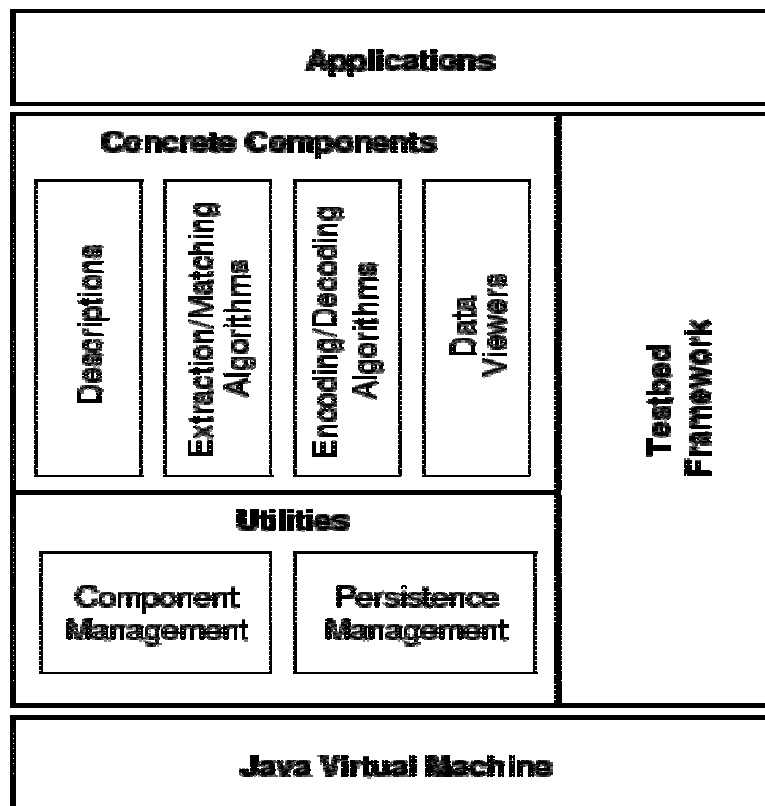 Applications
Concrete Components
Descriptions
Extraction/Matching
Algorithms
Encoding/Decoding
Algorithms
Data
Viewers
Testbed
Framework
Utilities
Component
Management
Persistence
Management
Java Virtual Machine